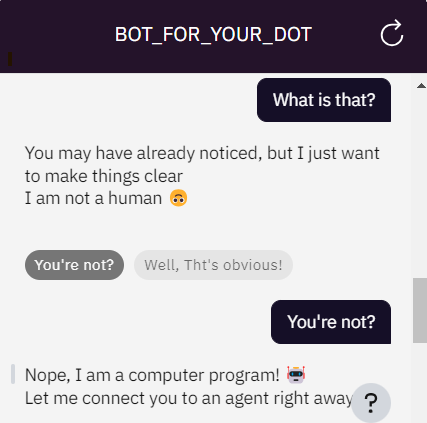 BOT_FOR_YOUR_DOT
What is that?
You may have already noticed, but I just want
to make things clear
I am not a human 🙃
You're not? Well, Tht's obvious!
You're not?
Nope, I am a computer program! 🤖
Let me connect you to an agent right away
?